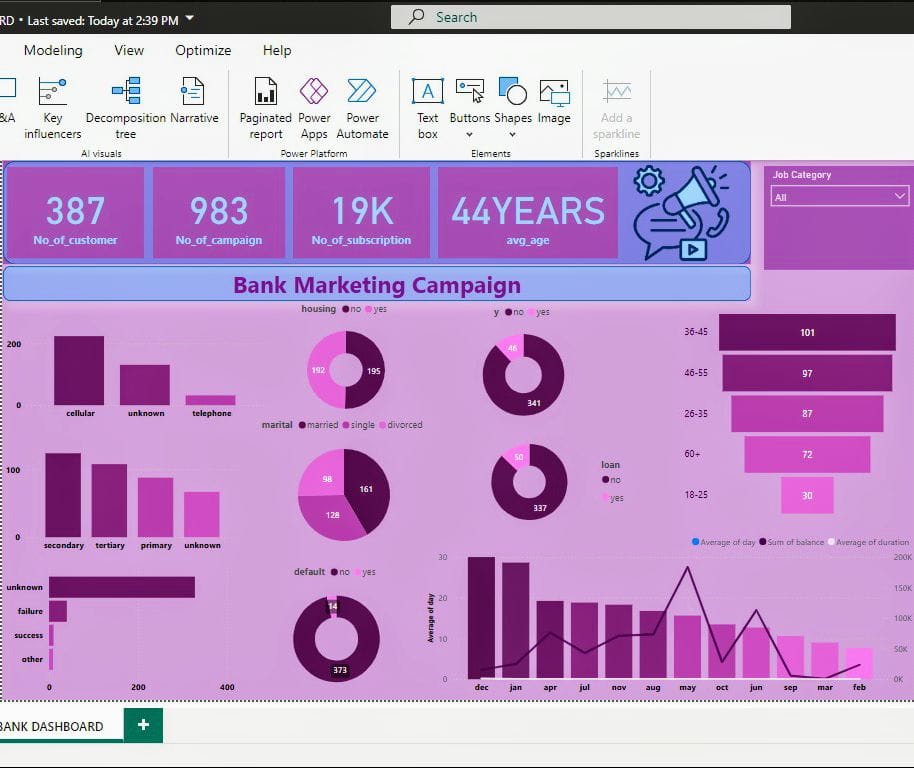 RD • Last saved: Today at 2:39 PM
Search
Modeling View Optimize Help
&A
Key influencers
Decomposition tree
Narrative
Paginated report
Power Apps
Power Automate
Text box
Buttons
Shapes
Image
Add a sparkline
AI visuals
Power Platform
Elements
Sparklines
387
No_of_customer
983
No_of_campaign
19K
No_of_subscription
44YEARS
avg_age
Job Category
All
Bank Marketing Campaign
200
0
cellular unknown telephone
housing no yes
192 195
y no yes
46
341
36-45 101
46-55 97
26-35 87
60+ 72
18-25 30
marital married single divorced
98 161
128
100
0
secondary tertiary primary unknown
loan
no
yes
50
337
unknown
failure
success
other
0 200 400
default no yes
14
373
Average of day Sum of balance Average of duration
Average of day
30
20
10
0
200K
150K
100K
50K
0K
dec jan apr jul nov aug may oct jun sep mar feb
BANK DASHBOARD +